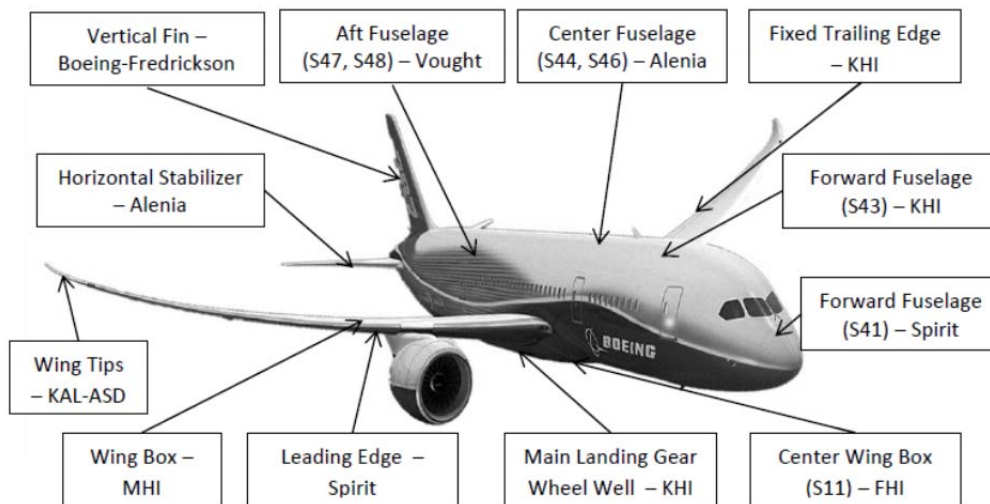 Vertical Fin –
Boeing-Fredrickson
Aft Fuselage
(S47, S48) – Vought
Center Fuselage
(S44, S46) – Alenia
Fixed Trailing Edge
– KHI
Horizontal Stabilizer
– Alenia
Forward Fuselage
(S43) – KHI
Forward Fuselage
(S41) – Spirit
BOEING
Wing Tips
– KAL-ASD
Wing Box –
MHI
Leading Edge –
Spirit
Main Landing Gear
Wheel Well – KHI
Center Wing Box
(S11) – FHI